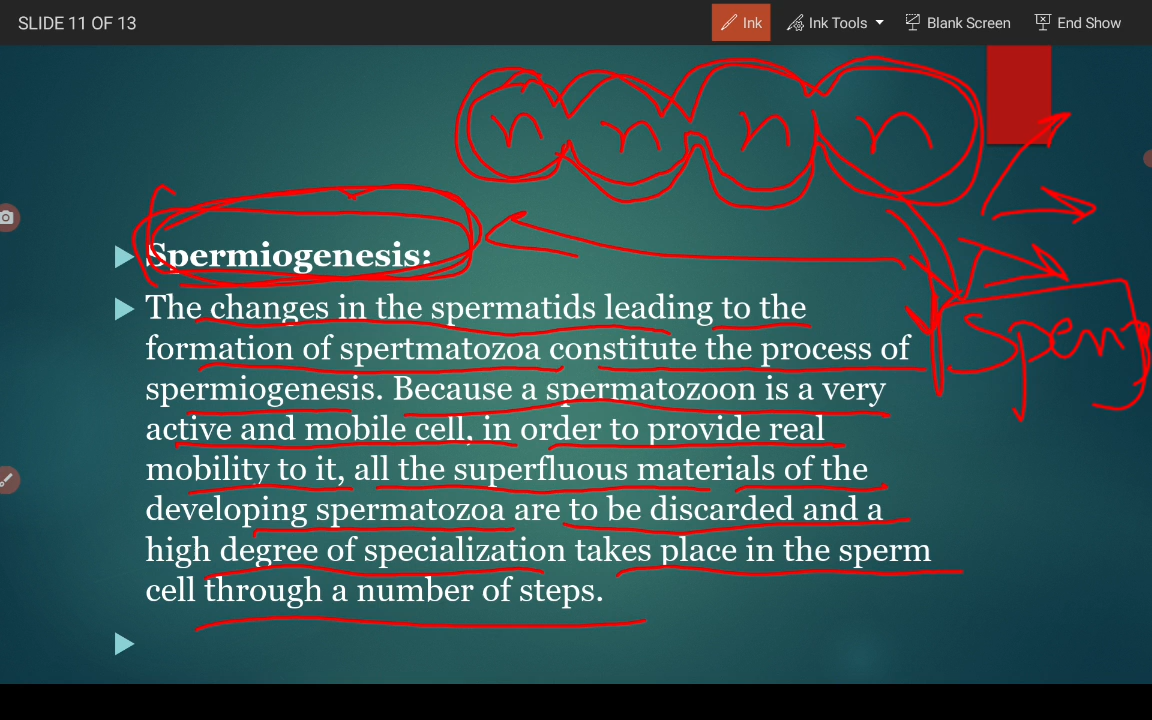 SLIDE 11 OF 13
Ink
Ink Tools
Blank Screen
End Show
n n n n
Spermiogenesis:
The changes in the spermatids leading to the
formation of spertmatozoa constitute the process of
spermiogenesis. Because a spermatozoon is a very
active and mobile cell, in order to provide real
mobility to it, all the superfluous materials of the
developing spermatozoa are to be discarded and a
high degree of specialization takes place in the sperm
cell through a number of steps.
Sperm